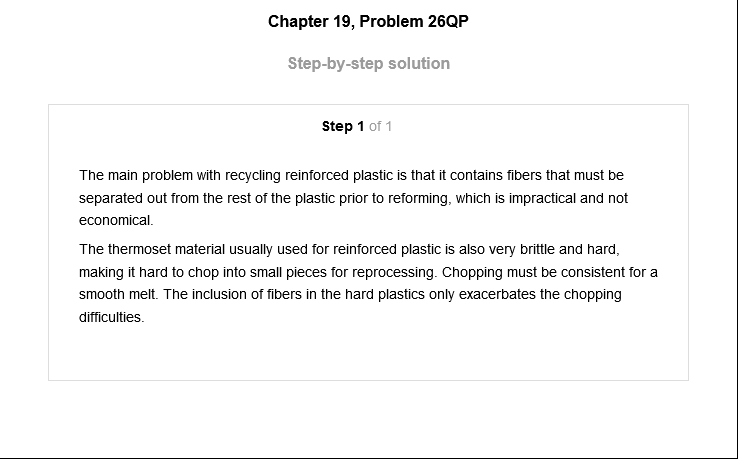 Chapter 19, Problem 26QP
Step-by-step solution
Step 1 of 1
The main problem with recycling reinforced plastic is that it contains fibers that must be
separated out from the rest of the plastic prior to reforming, which is impractical and not
economical.
The thermoset material usually used for reinforced plastic is also very brittle and hard,
making it hard to chop into small pieces for reprocessing. Chopping must be consistent for a
smooth melt. The inclusion of fibers in the hard plastics only exacerbates the chopping
difficulties.